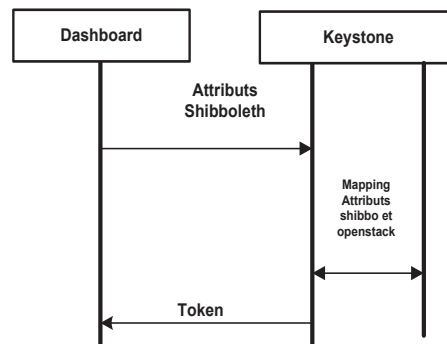 Dashboard
Keystone
Attributs
Shibboleth
Mapping
Attributs
shibbo et
openstack
Token